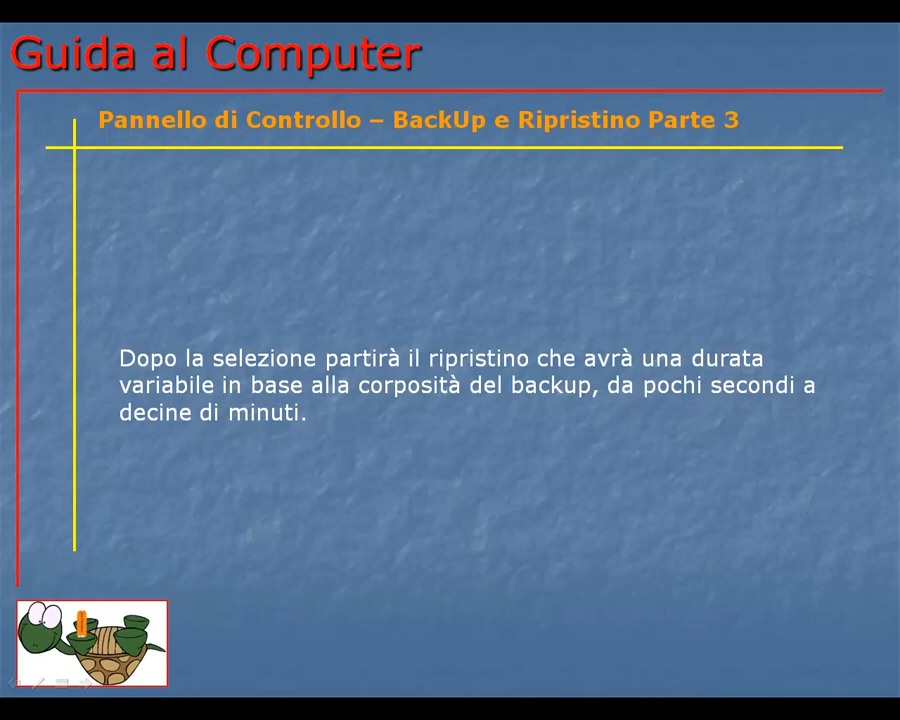 Guida al Computer
Pannello di Controllo – BackUp e Ripristino Parte 3
Dopo la selezione partirà il ripristino che avrà una durata
variabile in base alla corposità del backup, da pochi secondi a
decine di minuti.